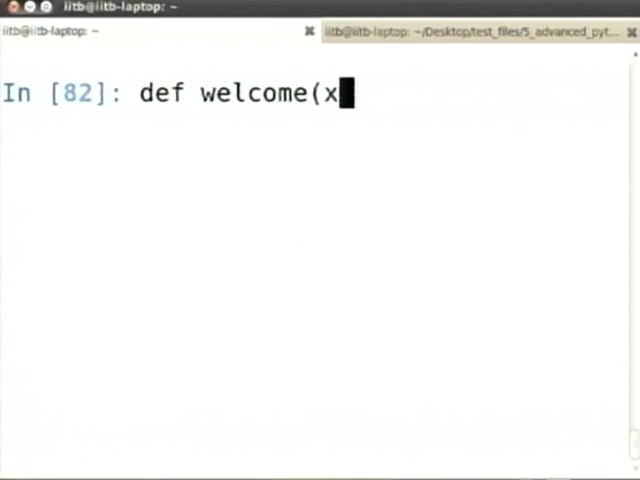 iitb@iitb-laptop: ~
iitb@iitb-laptop: ~
iitb@iitb-laptop: ~/Desktop/test_files/5_advanced_pyt...
In [82]: def welcome(x